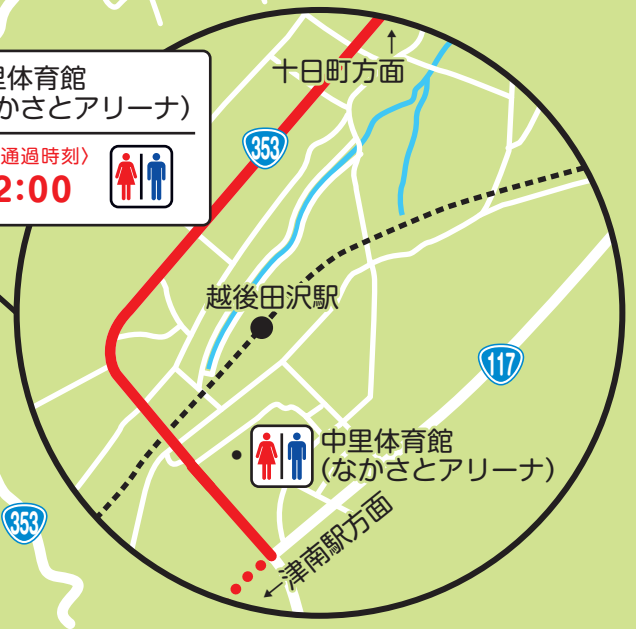 里体育館
かさとアリーナ）
通過時刻〉
2:00
↑
十日町方面
353
越後田沢駅
117
中里体育館
（なかさとアリーナ）
353
←津南駅方面